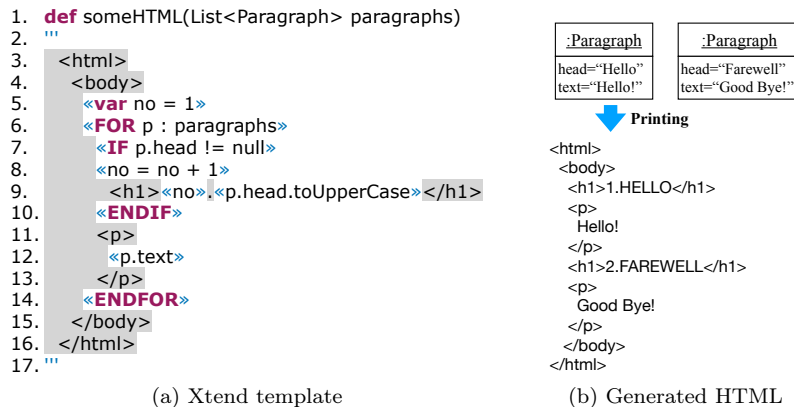 1. def someHTML(List<Paragraph> paragraphs)
2. '''
3. <html>
4. <body>
5. «var no = 1»
6. «FOR p : paragraphs»
7. «IF p.head != null»
8. «no = no + 1»
9. <h1>«no».«p.head.toUpperCase»</h1>
10. «ENDIF»
11. <p>
12. «p.text»
13. </p>
14. «ENDFOR»
15. </body>
16. </html>
17. '''
(a) Xtend template
:Paragraph
head=“Hello”
text=“Hello!”
:Paragraph
head=“Farewell”
text=“Good Bye!”
Printing
<html>
<body>
<h1>1.HELLO</h1>
<p>
Hello!
</p>
<h1>2.FAREWELL</h1>
<p>
Good Bye!
</p>
</body>
</html>
(b) Generated HTML